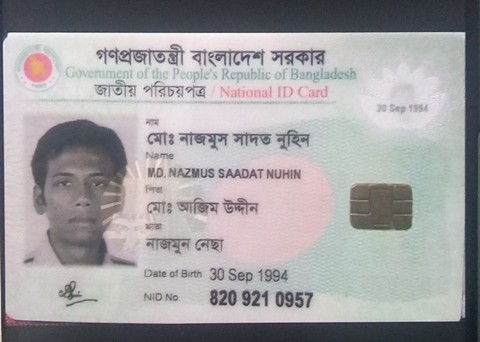 গণপ্রজাতন্ত্রী বাংলাদেশ সরকার
Government of the People's Republic of Bangladesh
জাতীয় পরিচয়পত্র / National ID Card
30 Sep 1994
নাম
মোঃ নাজমুস সাদত নুহিন
Name
MD. NAZMUS SAADAT NUHIN
পিতা
মোঃ আজিম উদ্দীন
মাতা
নাজমুন নেছা
Date of Birth 30 Sep 1994
NID No. 820 921 0957